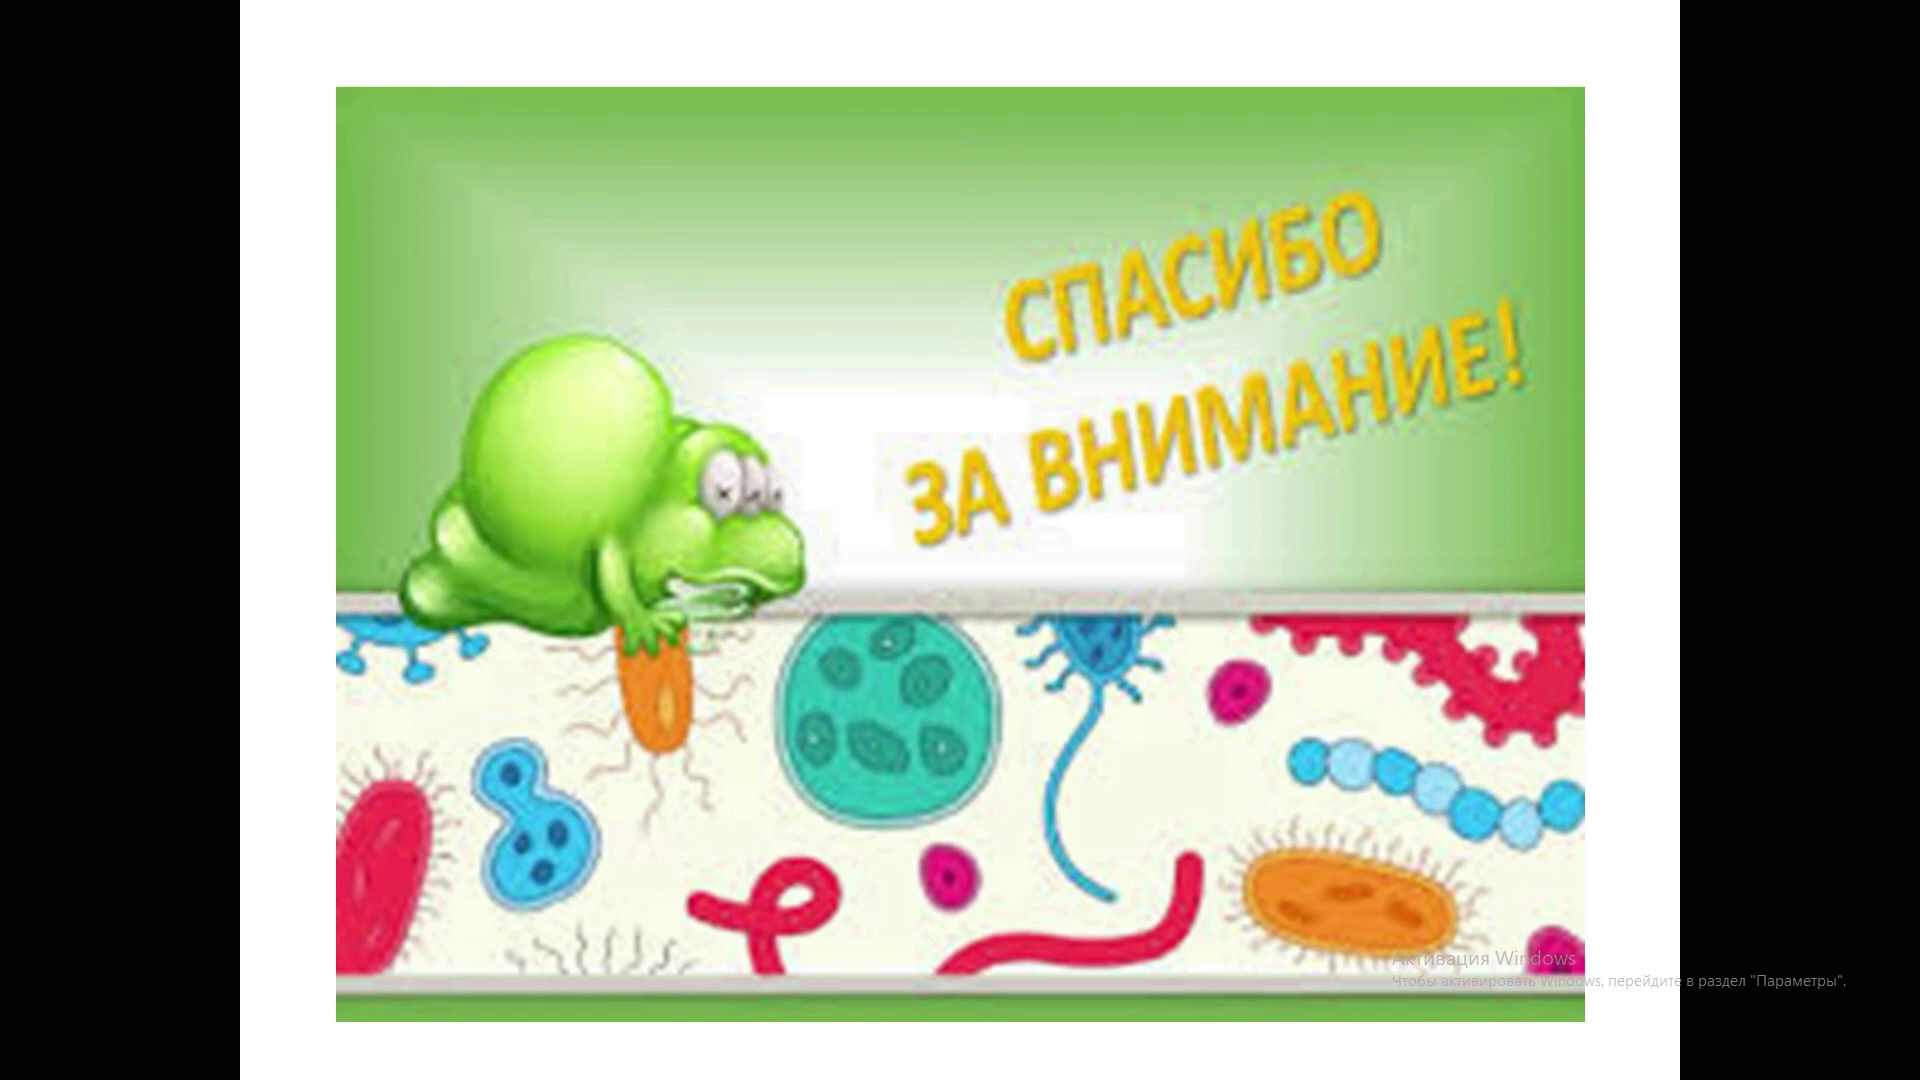 СПАСИБО
ЗА ВНИМАНИЕ!
Активация Windows
Чтобы активировать Windows, перейдите в раздел "Параметры".